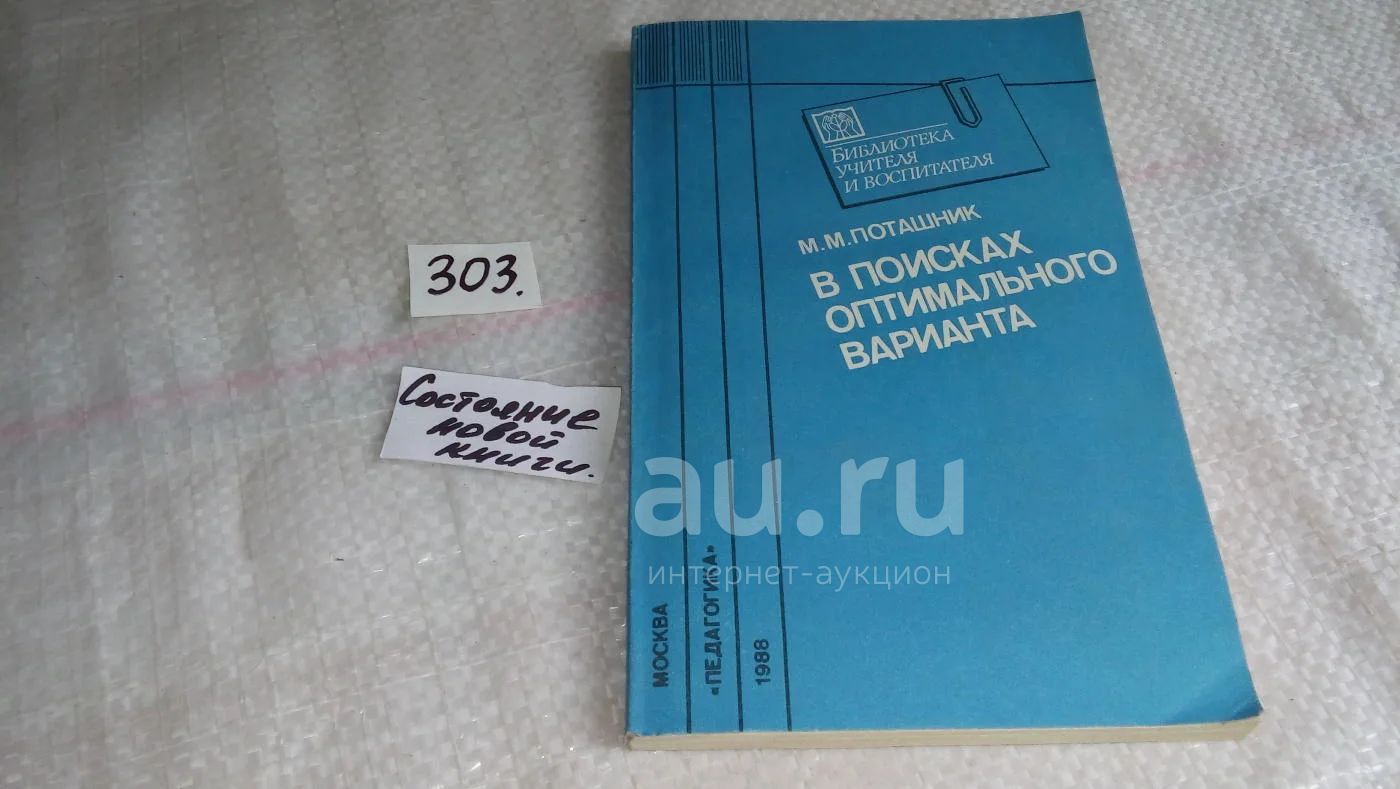 303.
Состояние
новой
книги.
БИБЛИОТЕКА
УЧИТЕЛЯ
И ВОСПИТАТЕЛЯ
М.М.ПОТАШНИК
В ПОИСКАХ
ОПТИМАЛЬНОГО
ВАРИАНТА
МОСКВА
«ПЕДАГОГИКА»
1988
au.ru
интернет-аукцион